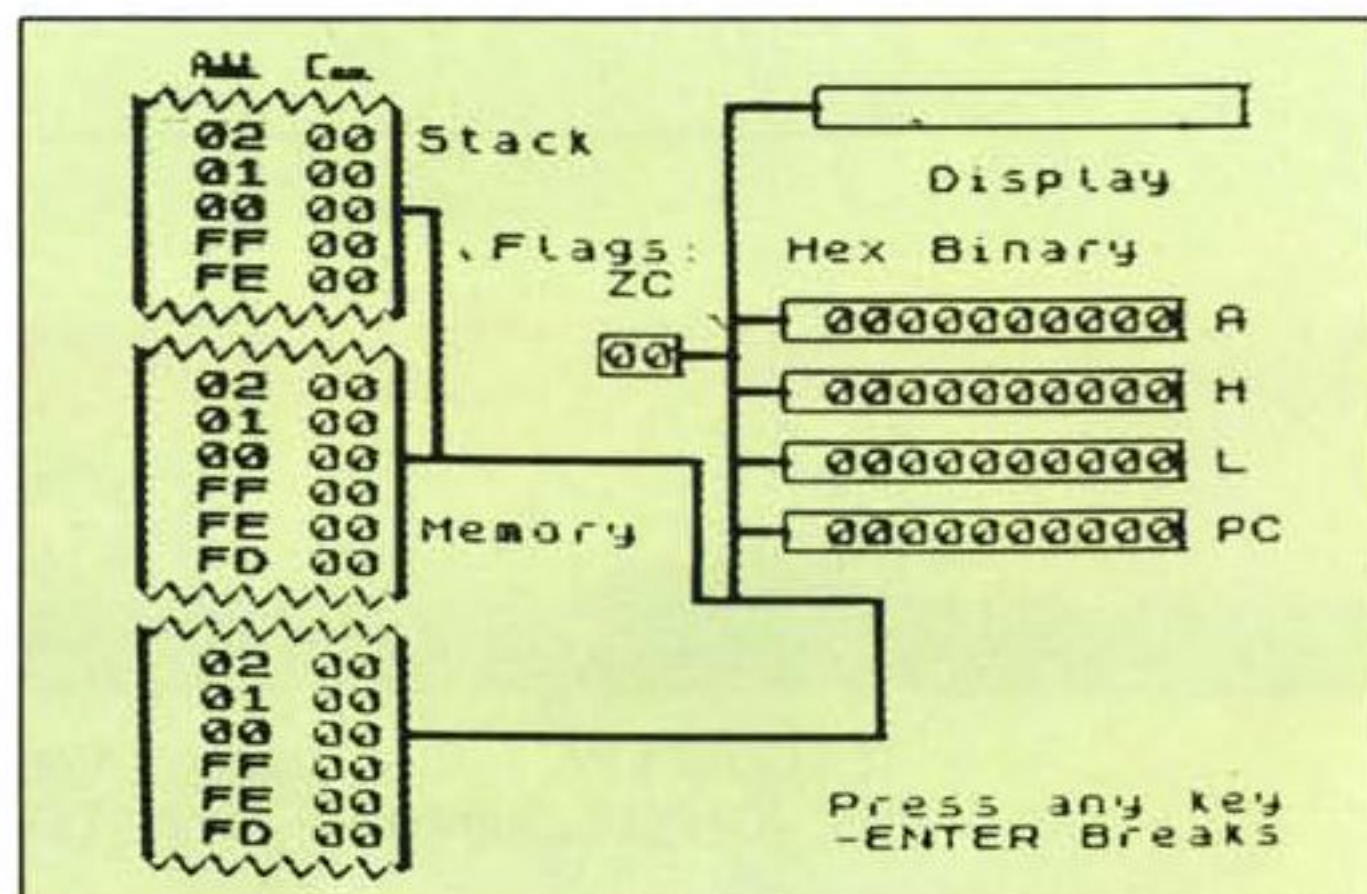 02 00
01 00
00 00
FF 00
FE 00
Stack
02 00
01 00
00 00
FF 00
FE 00
FD 00
Memory
02 00
01 00
00 00
FF 00
FE 00
FD 00
Flags:
ZC
00
Display
Hex Binary
0000000000 A
0000000000 H
0000000000 L
0000000000 PC
Press any key
-ENTER Breaks